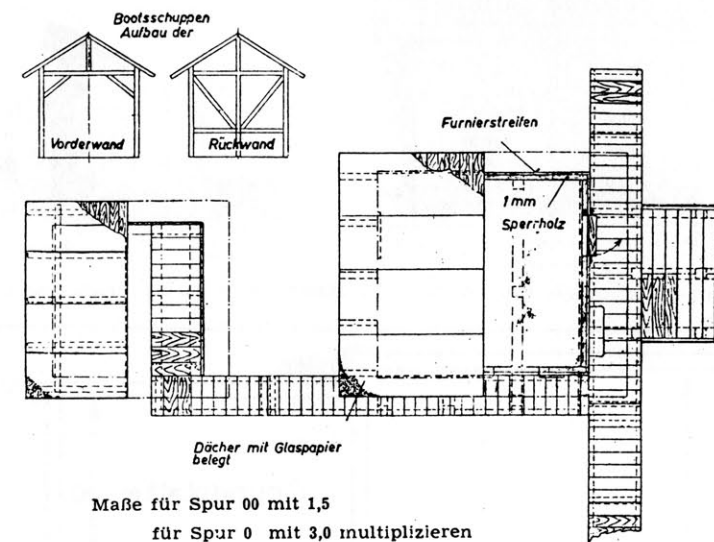 Bootsschuppen
Aufbau der
Vorderwand
Rückwand
Furnierstreifen
1 mm
Sperrholz
Dächer mit Glaspapier
belegt
Maße für Spur 00 mit 1,5
für Spur 0 mit 3,0 multiplizieren